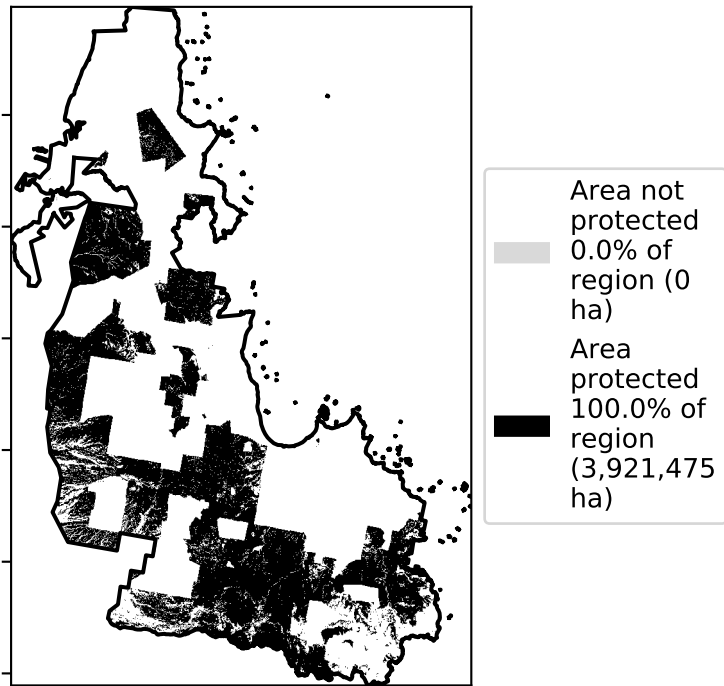 Area not
protected
0.0% of
region (0
ha)
Area
protected
100.0% of
region
(3,921,475
ha)